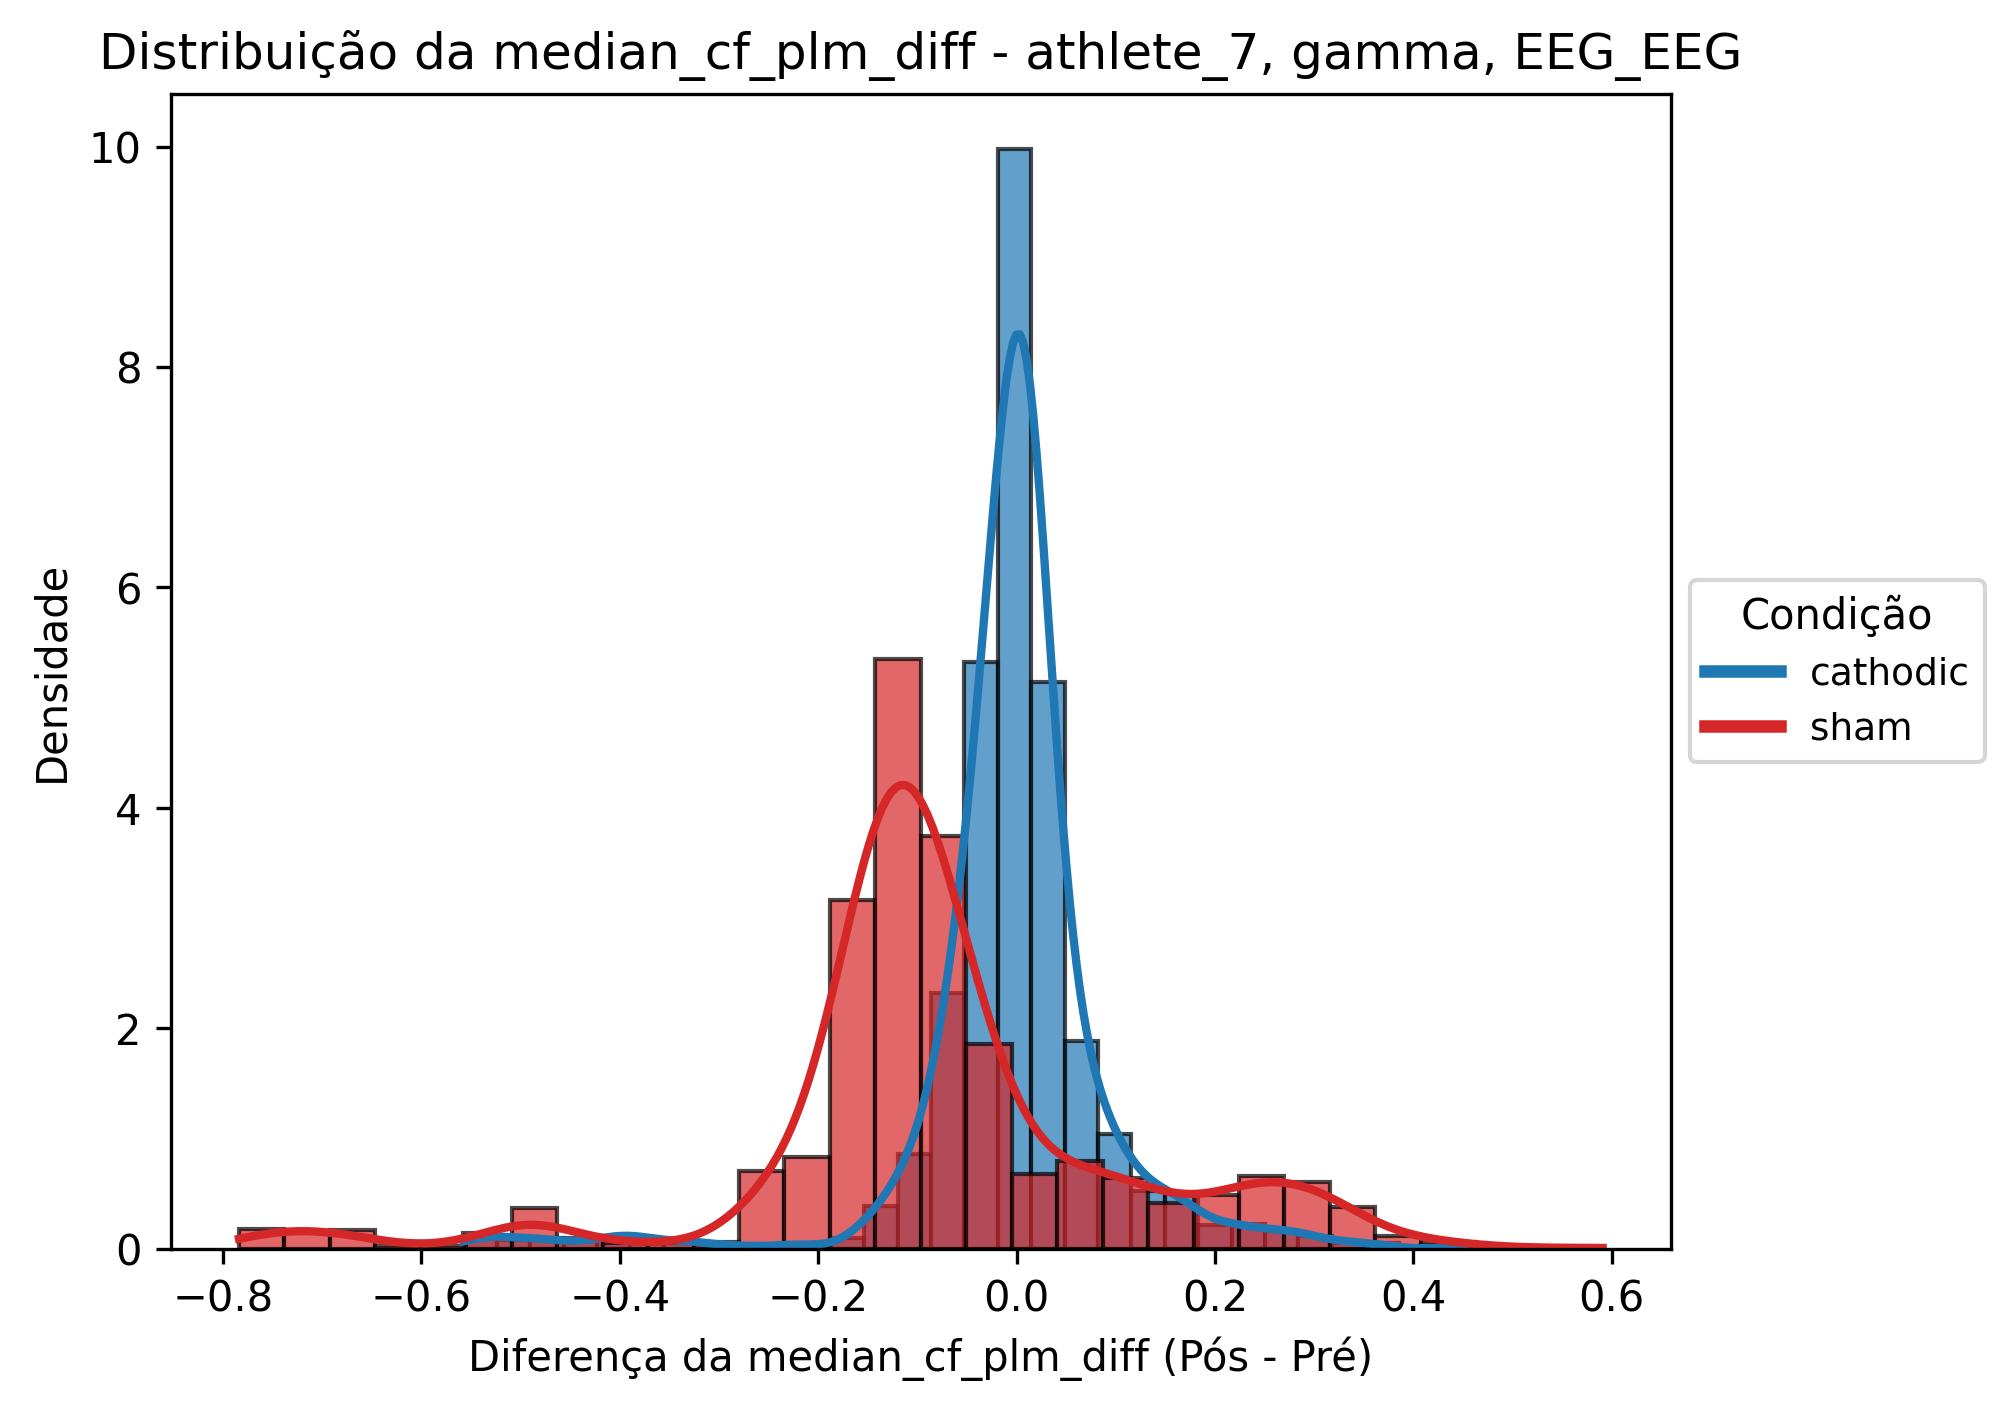 Distribuição da median_cf_plm_diff - athlete_7, gamma, EEG_EEG
10
8
6
4
2
0
Densidade
−0.8 −0.6 −0.4 −0.2 0.0 0.2 0.4 0.6
Diferença da median_cf_plm_diff (Pós - Pré)
Condição
cathodic
sham